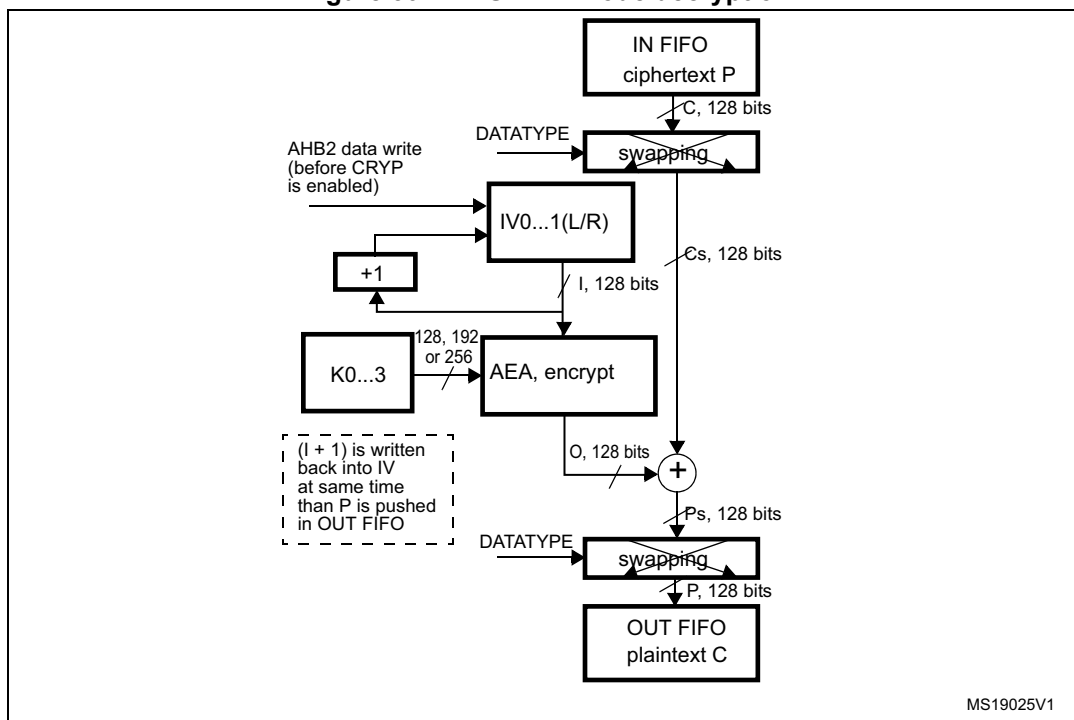 IN FIFO
ciphertext P
C, 128 bits
DATATYPE
swapping
AHB2 data write
(before CRYP
is enabled)
IV0...1(L/R)
Cs, 128 bits
+1
I, 128 bits
128, 192
or 256
K0...3
AEA, encrypt
(I + 1) is written
back into IV
at same time
than P is pushed
in OUT FIFO
O, 128 bits
+
Ps, 128 bits
DATATYPE
swapping
P, 128 bits
OUT FIFO
plaintext C
MS19025V1